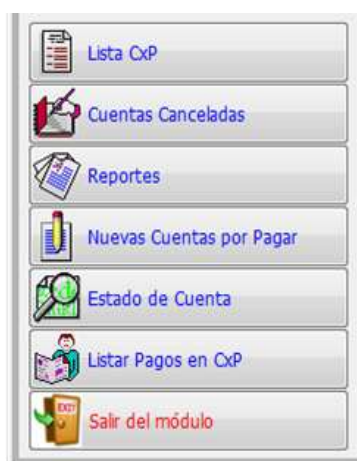 Lista CxP
Cuentas Canceladas
Reportes
Nuevas Cuentas por Pagar
Estado de Cuenta
Listar Pagos en CxP
EXIT
Salir del módulo